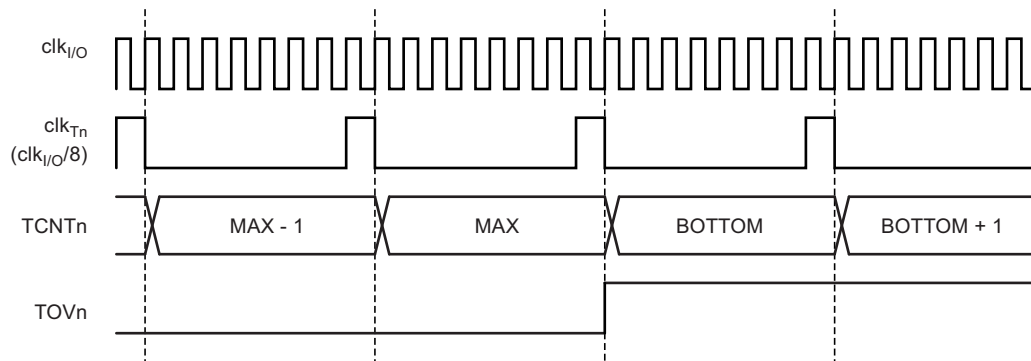 clkI/O
clkTn
(clkI/O/8)
TCNTn MAX - 1 MAX BOTTOM BOTTOM + 1
TOVn